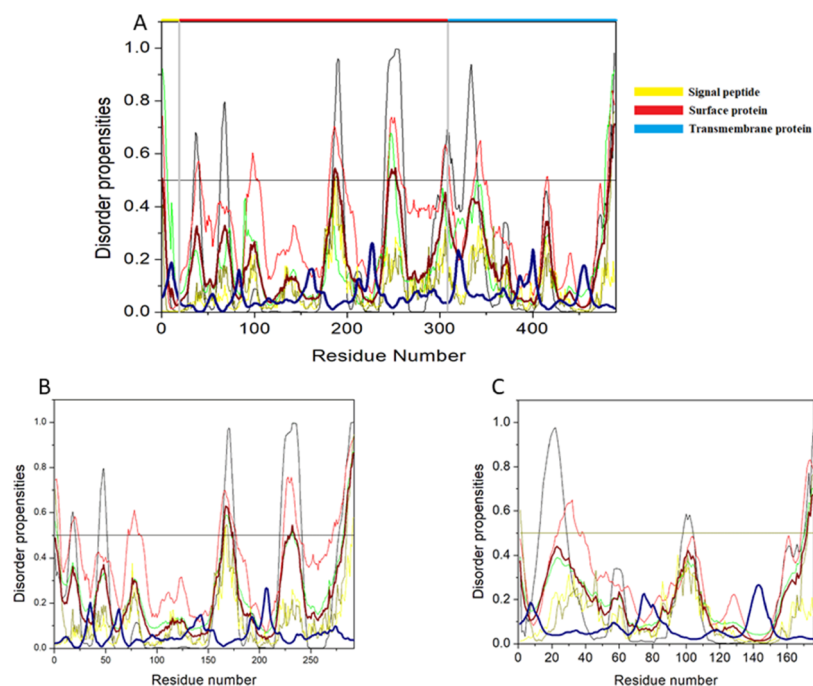 A
1.0
0.8
0.6
0.4
0.2
0.0
Disorder propensities
0 100 200 300 400
Residue Number
Signal peptide
Surface protein
Transmembrane protein
B
1.0
0.8
0.6
0.4
0.2
0.0
Disorder propensities
0 50 100 150 200 250
Residue number
C
1.0
0.8
0.6
0.4
0.2
0.0
Disorder propensities
0 20 40 60 80 100 120 140 160
Residue number